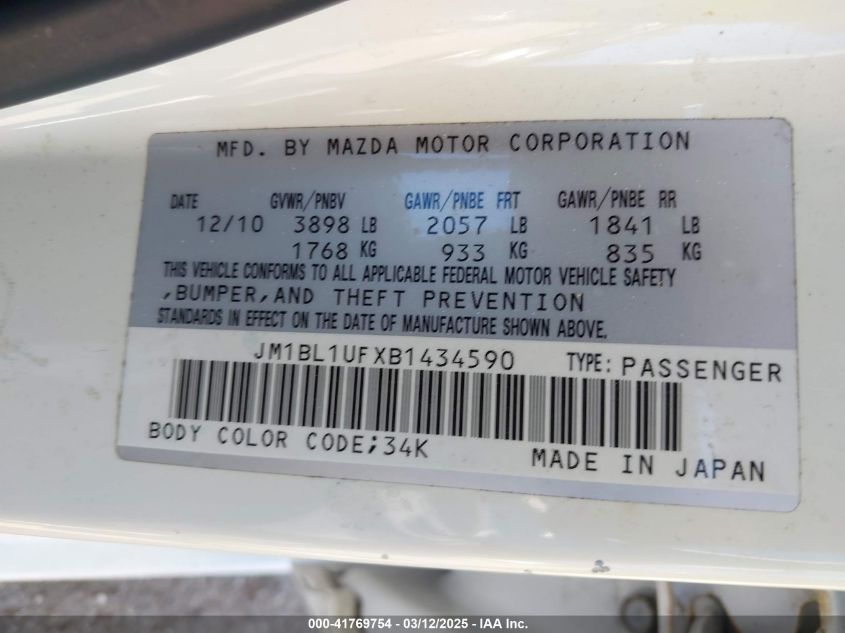 MFD. BY MAZDA MOTOR CORPORATION
DATE GVWR/PNBV GAWR/PNBE FRT GAWR/PNBE RR
12/10 3898 LB 2057 LB 1841 LB
1768 KG 933 KG 835 KG
THIS VEHICLE CONFORMS TO ALL APPLICABLE FEDERAL MOTOR VEHICLE SAFETY
,BUMPER,AND THEFT PREVENTION
STANDARDS IN EFFECT ON THE DATE OF MANUFACTURE SHOWN ABOVE.
JM1BL1UFXB1434590 TYPE: PASSENGER
BODY COLOR CODE;34K
MADE IN JAPAN
000-41769754 - 03/12/2025 - IAA Inc.